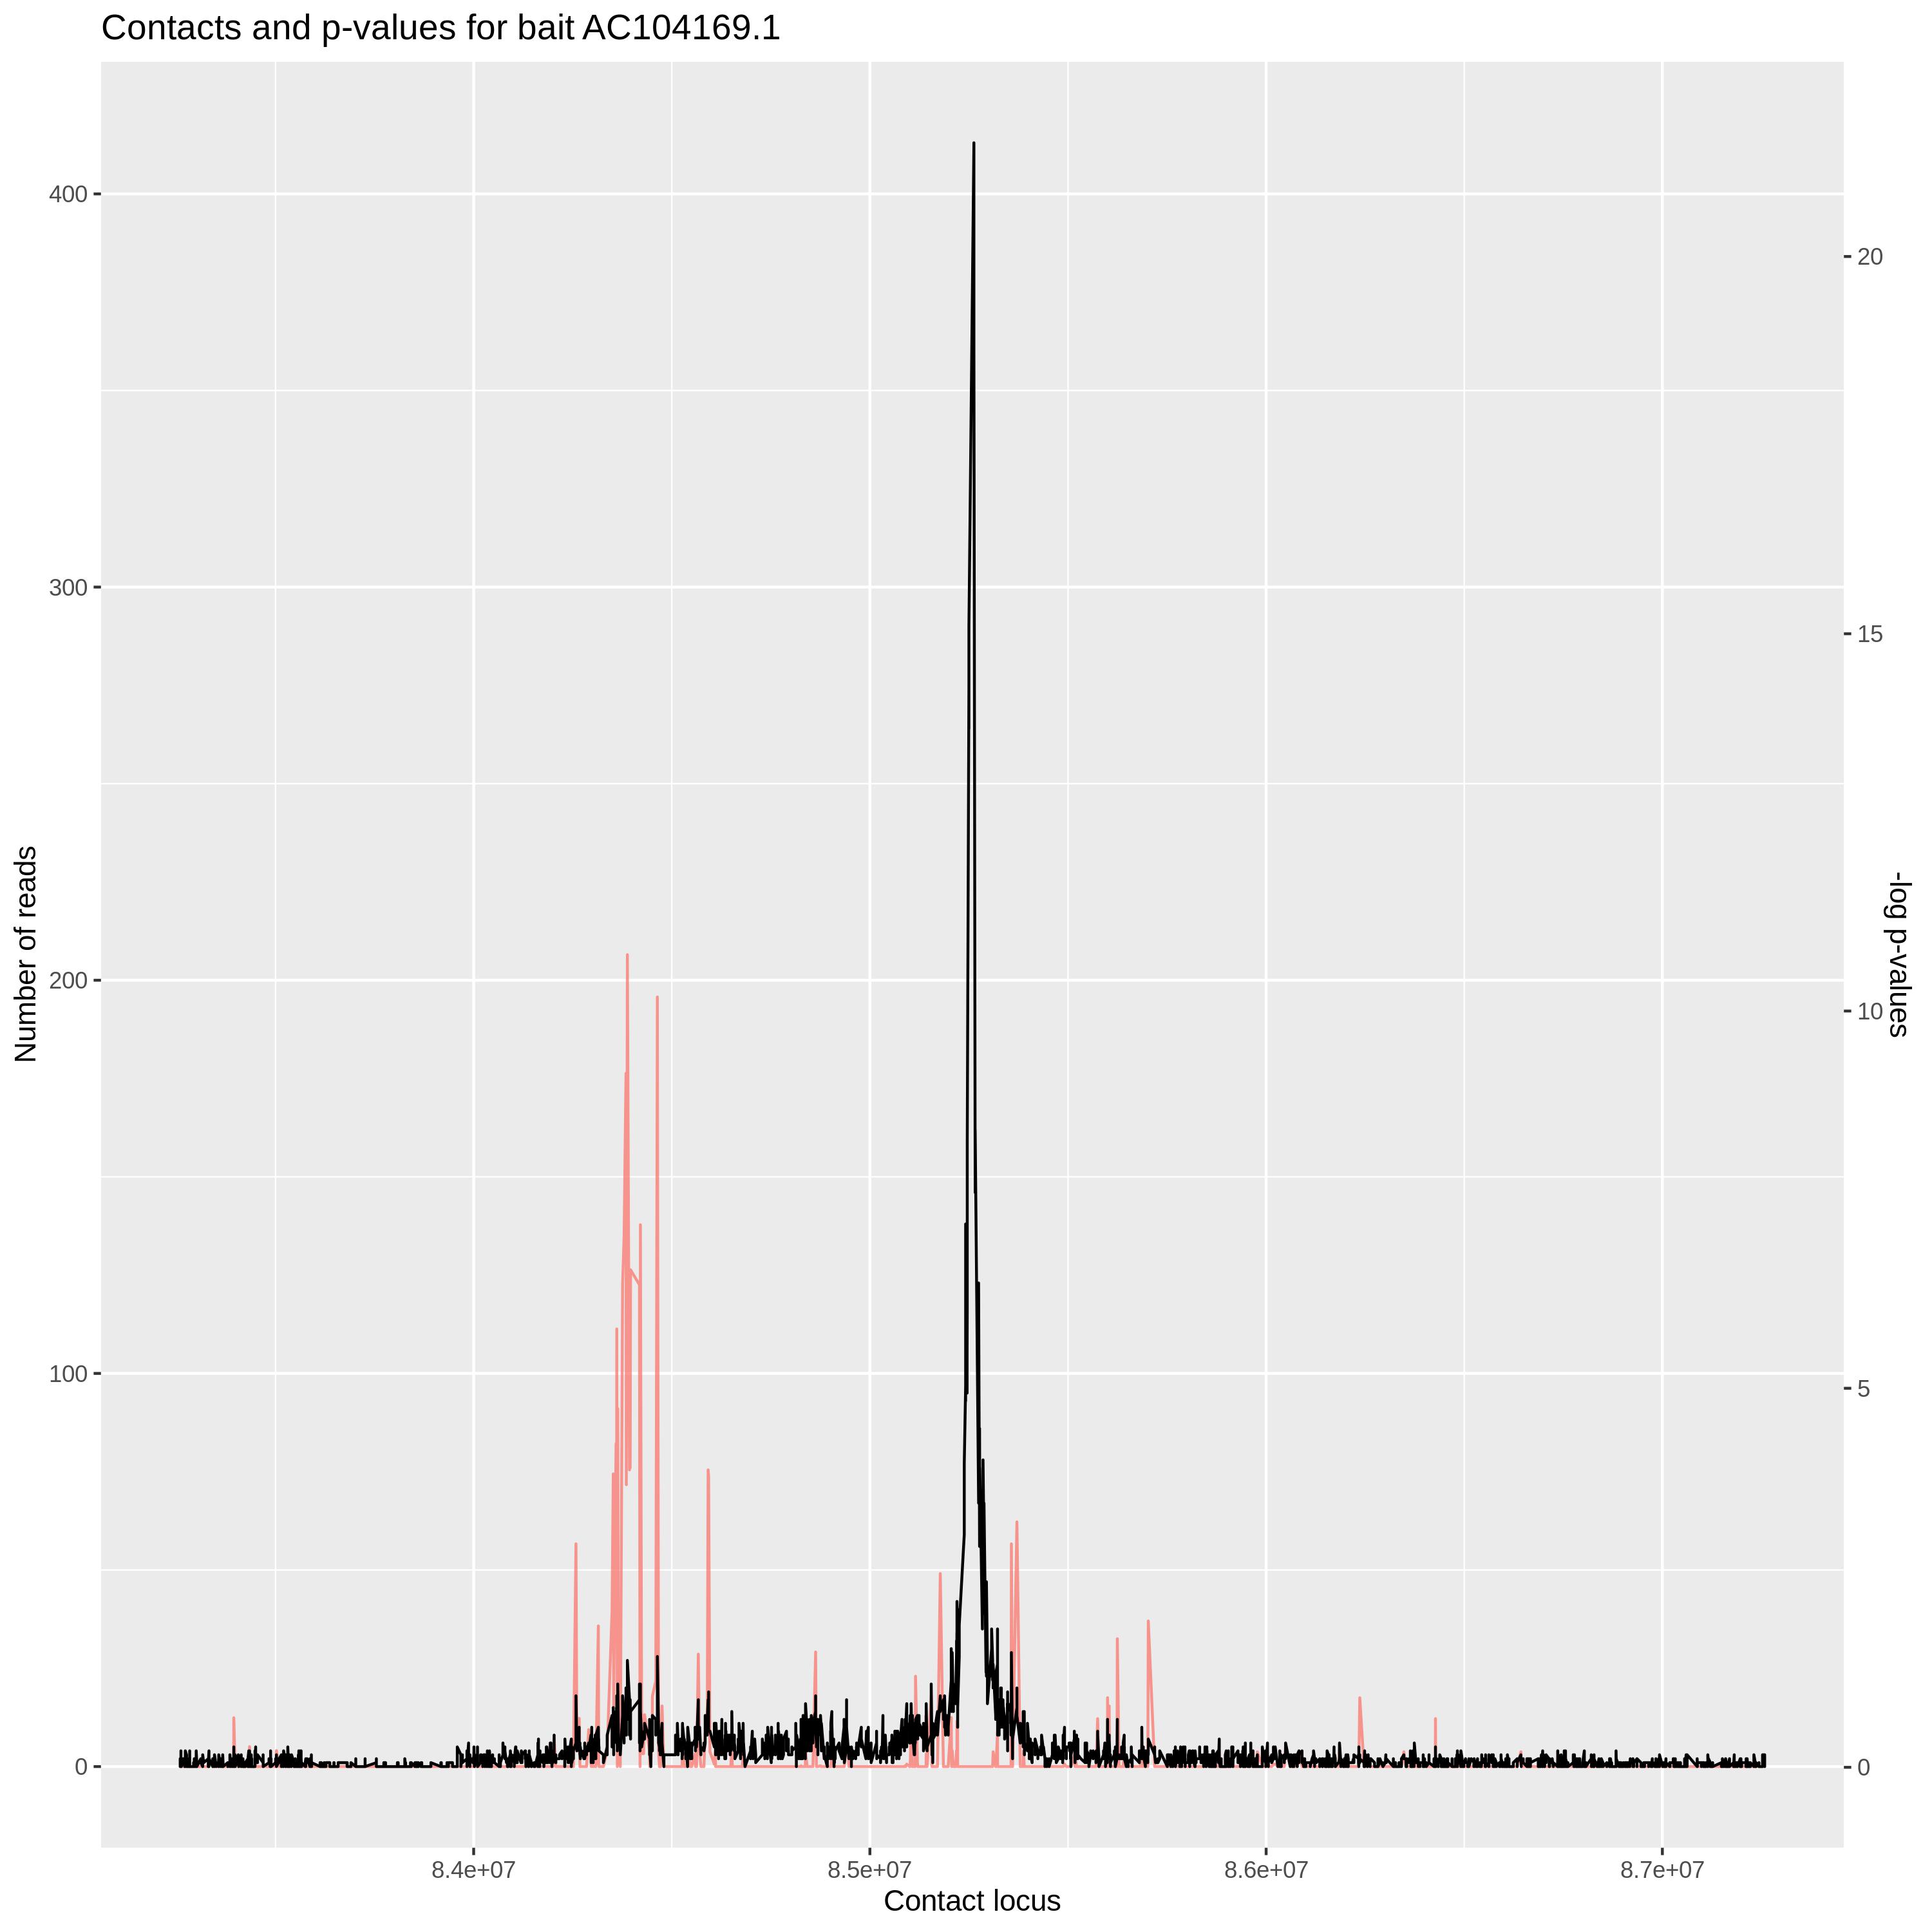 Contacts and p-values for bait AC104169.1
400
300
200
100
0
20
15
10
5
0
Number of reads
-log p-values
8.4e+07
8.5e+07
8.6e+07
8.7e+07
Contact locus